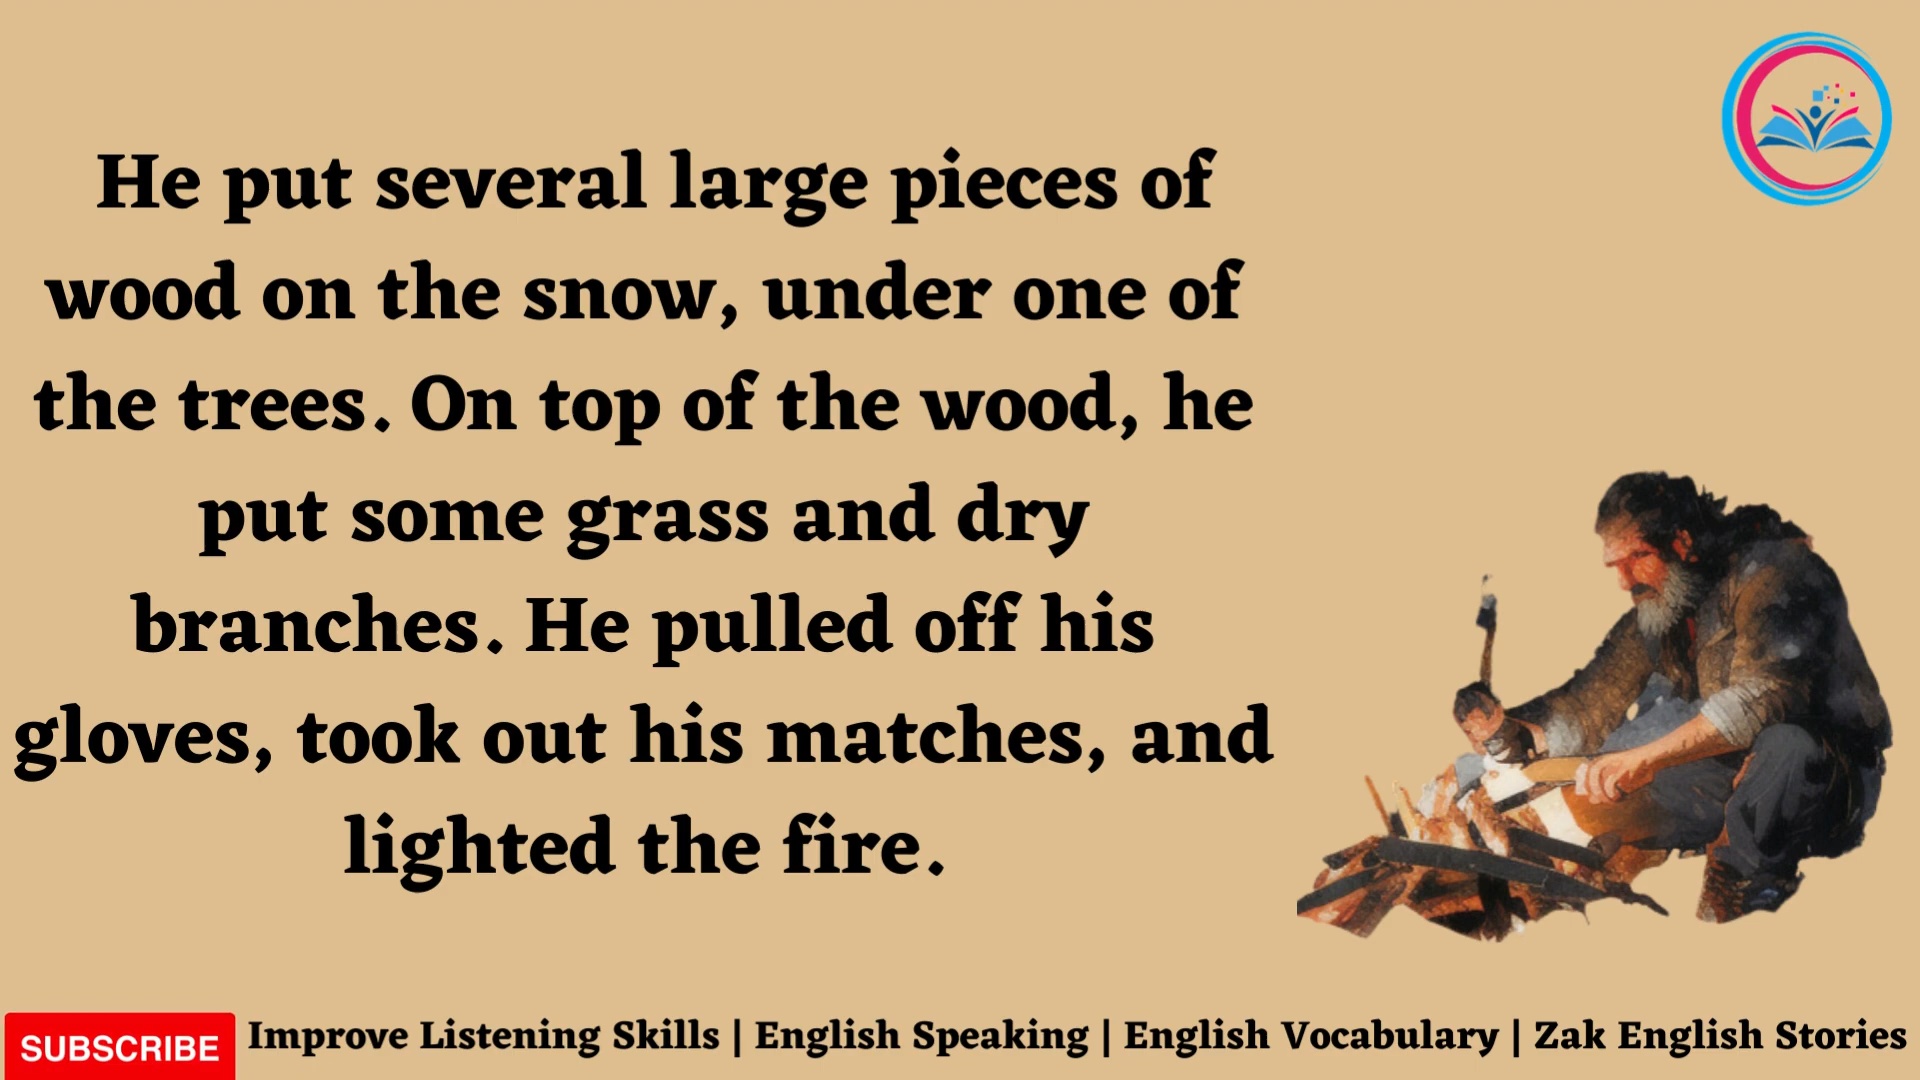 He put several large pieces of
wood on the snow, under one of
the trees. On top of the wood, he
put some grass and dry
branches. He pulled off his
gloves, took out his matches, and
lighted the fire.
SUBSCRIBE
Improve Listening Skills | English Speaking | English Vocabulary | Zak English Stories